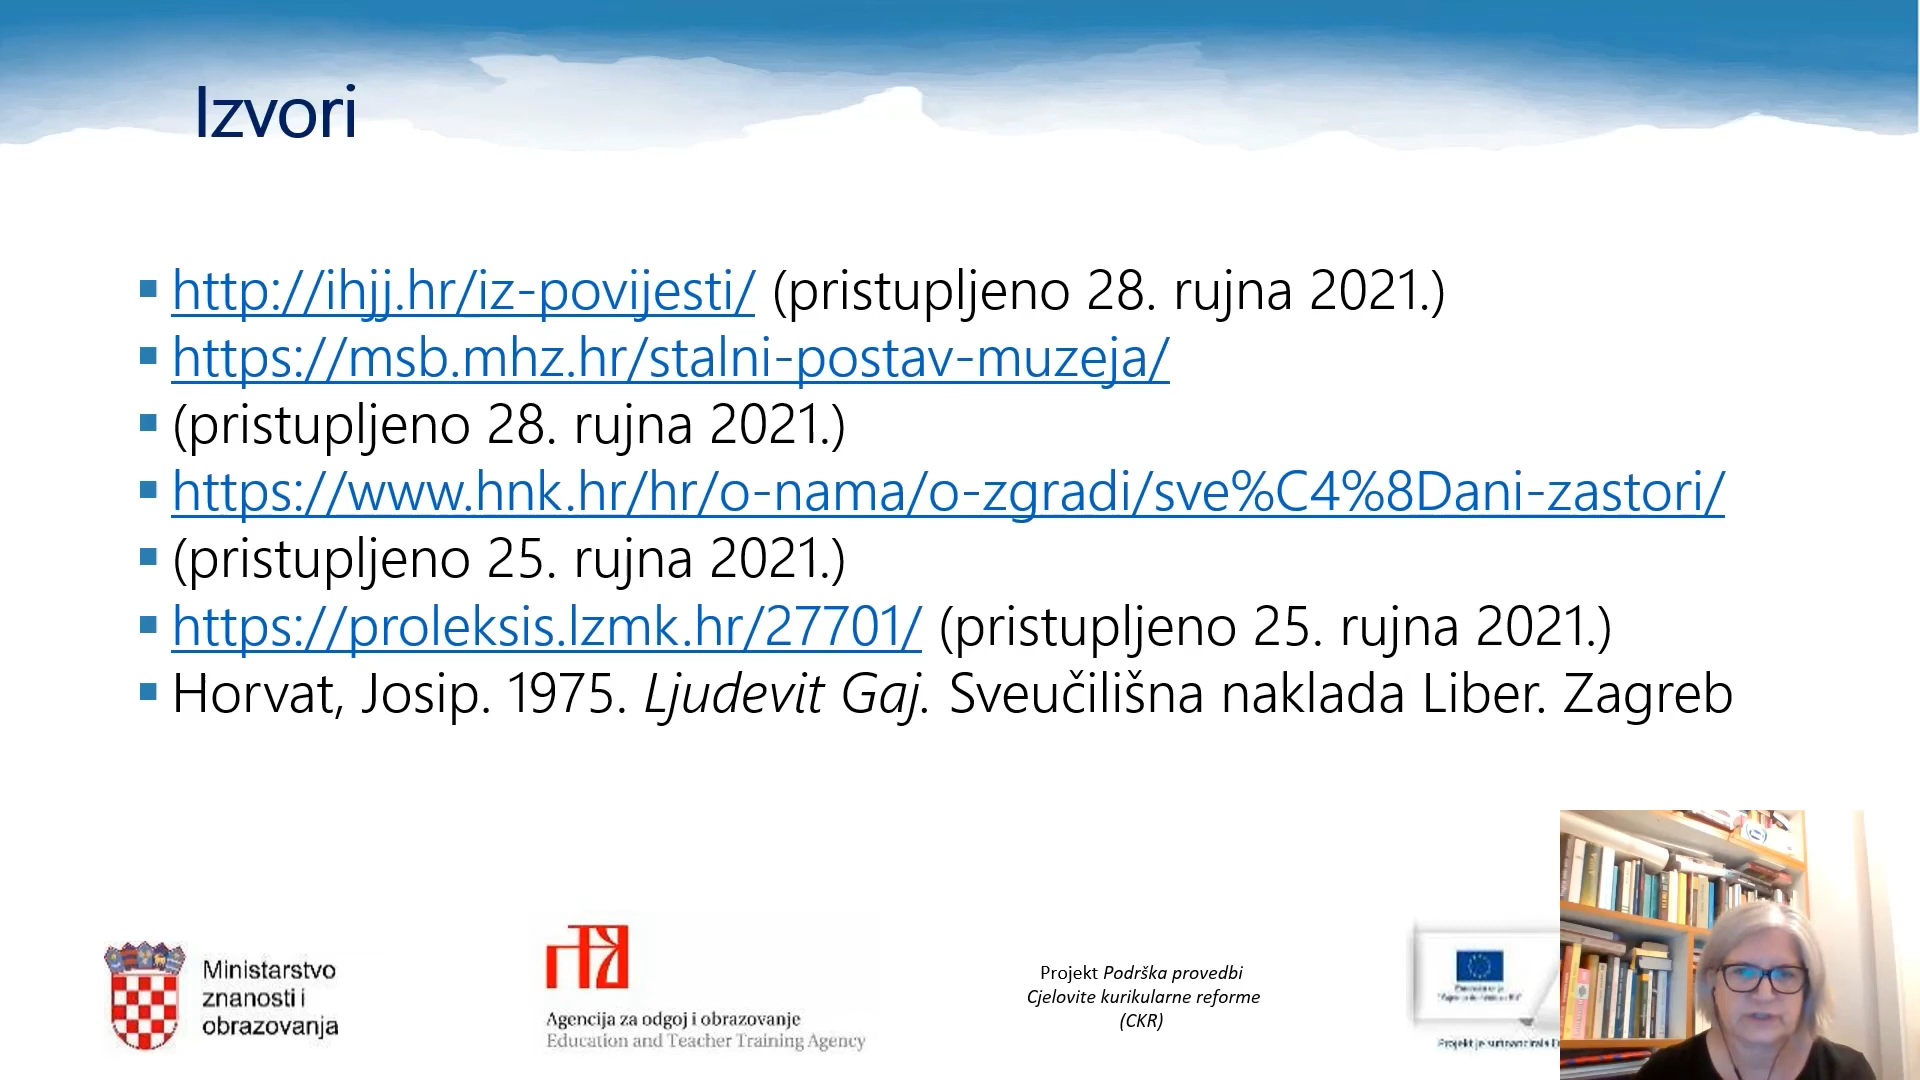 Izvori
http://ihjj.hr/iz-povijesti/ (pristupljeno 28. rujna 2021.)
https://msb.mhz.hr/stalni-postav-muzeja/
(pristupljeno 28. rujna 2021.)
https://www.hnk.hr/hr/o-nama/o-zgradi/sve%C4%8Dani-zastori/
(pristupljeno 25. rujna 2021.)
https://proleksis.lzmk.hr/27701/ (pristupljeno 25. rujna 2021.)
Horvat, Josip. 1975. Ljudevit Gaj. Sveučilišna naklada Liber. Zagreb
Ministarstvo
znanosti i
obrazovanja
Agencija za odgoj i obrazovanje
Education and Teacher Training Agency
Projekt Podrška provedbi
Cjelovite kurikularne reforme
(CKR)
Projekt je sufinancirala